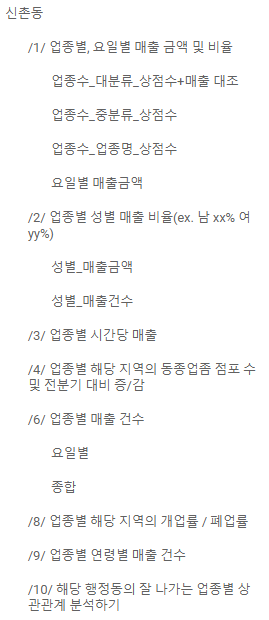 신촌동
/1/ 업종별, 요일별 매출 금액 및 비율
업종수_대분류_상점수+매출 대조
업종수_중분류_상점수
업종수_업종명_상점수
요일별 매출금액
/2/ 업종별 성별 매출 비율(ex. 남 xx% 여
yy%)
성별_매출금액
성별_매출건수
/3/ 업종별 시간당 매출
/4/ 업종별 해당 지역의 동종업좀 점포 수
및 전분기 대비 증/감
/6/ 업종별 매출 건수
요일별
종합
/8/ 업종별 해당 지역의 개업률 / 폐업률
/9/ 업종별 연령별 매출 건수
/10/ 해당 행정동의 잘 나가는 업종별 상
관관계 분석하기